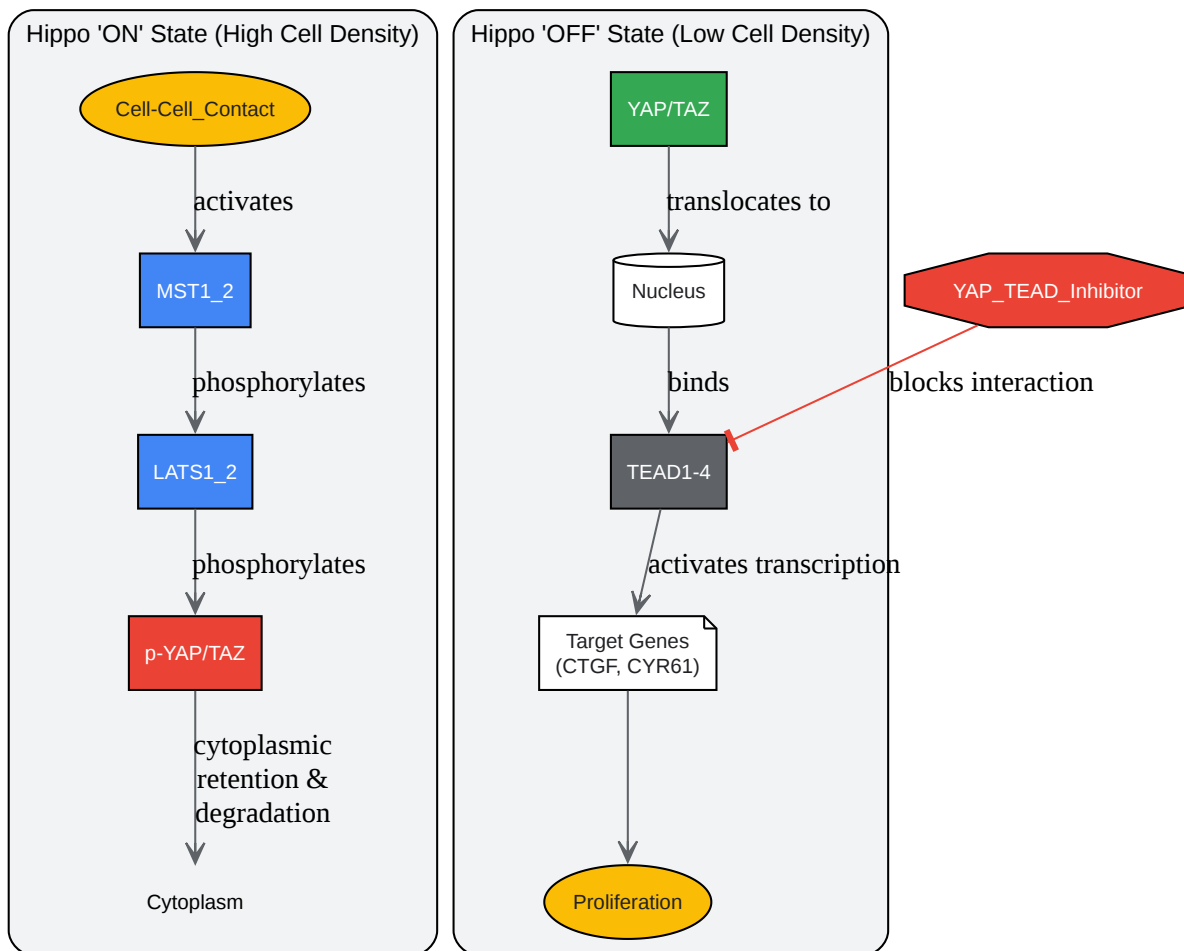 Hippo 'ON' State (High Cell Density)
Cell-Cell_Contact
activates
MST1_2
phosphorylates
LATS1_2
phosphorylates
p-YAP/TAZ
cytoplasmic
retention &
degradation
Cytoplasm
Hippo 'OFF' State (Low Cell Density)
YAP/TAZ
translocates to
Nucleus
binds
TEAD1-4
activates transcription
Target Genes
(CTGF, CYR61)
Proliferation
YAP_TEAD_Inhibitor
blocks interaction